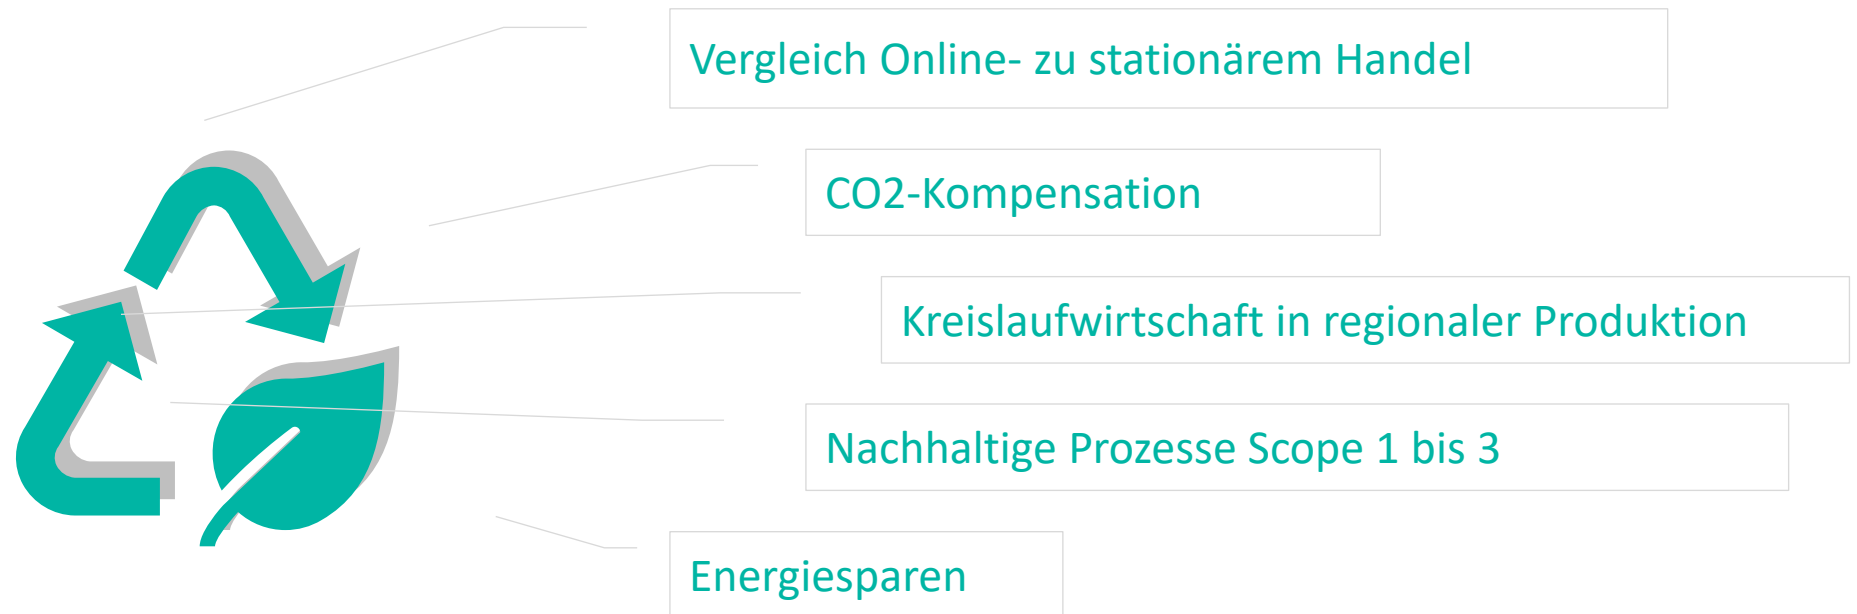 Vergleich Online- zu stationärem Handel
CO2-Kompensation
Kreislaufwirtschaft in regionaler Produktion
Nachhaltige Prozesse Scope 1 bis 3
Energiesparen